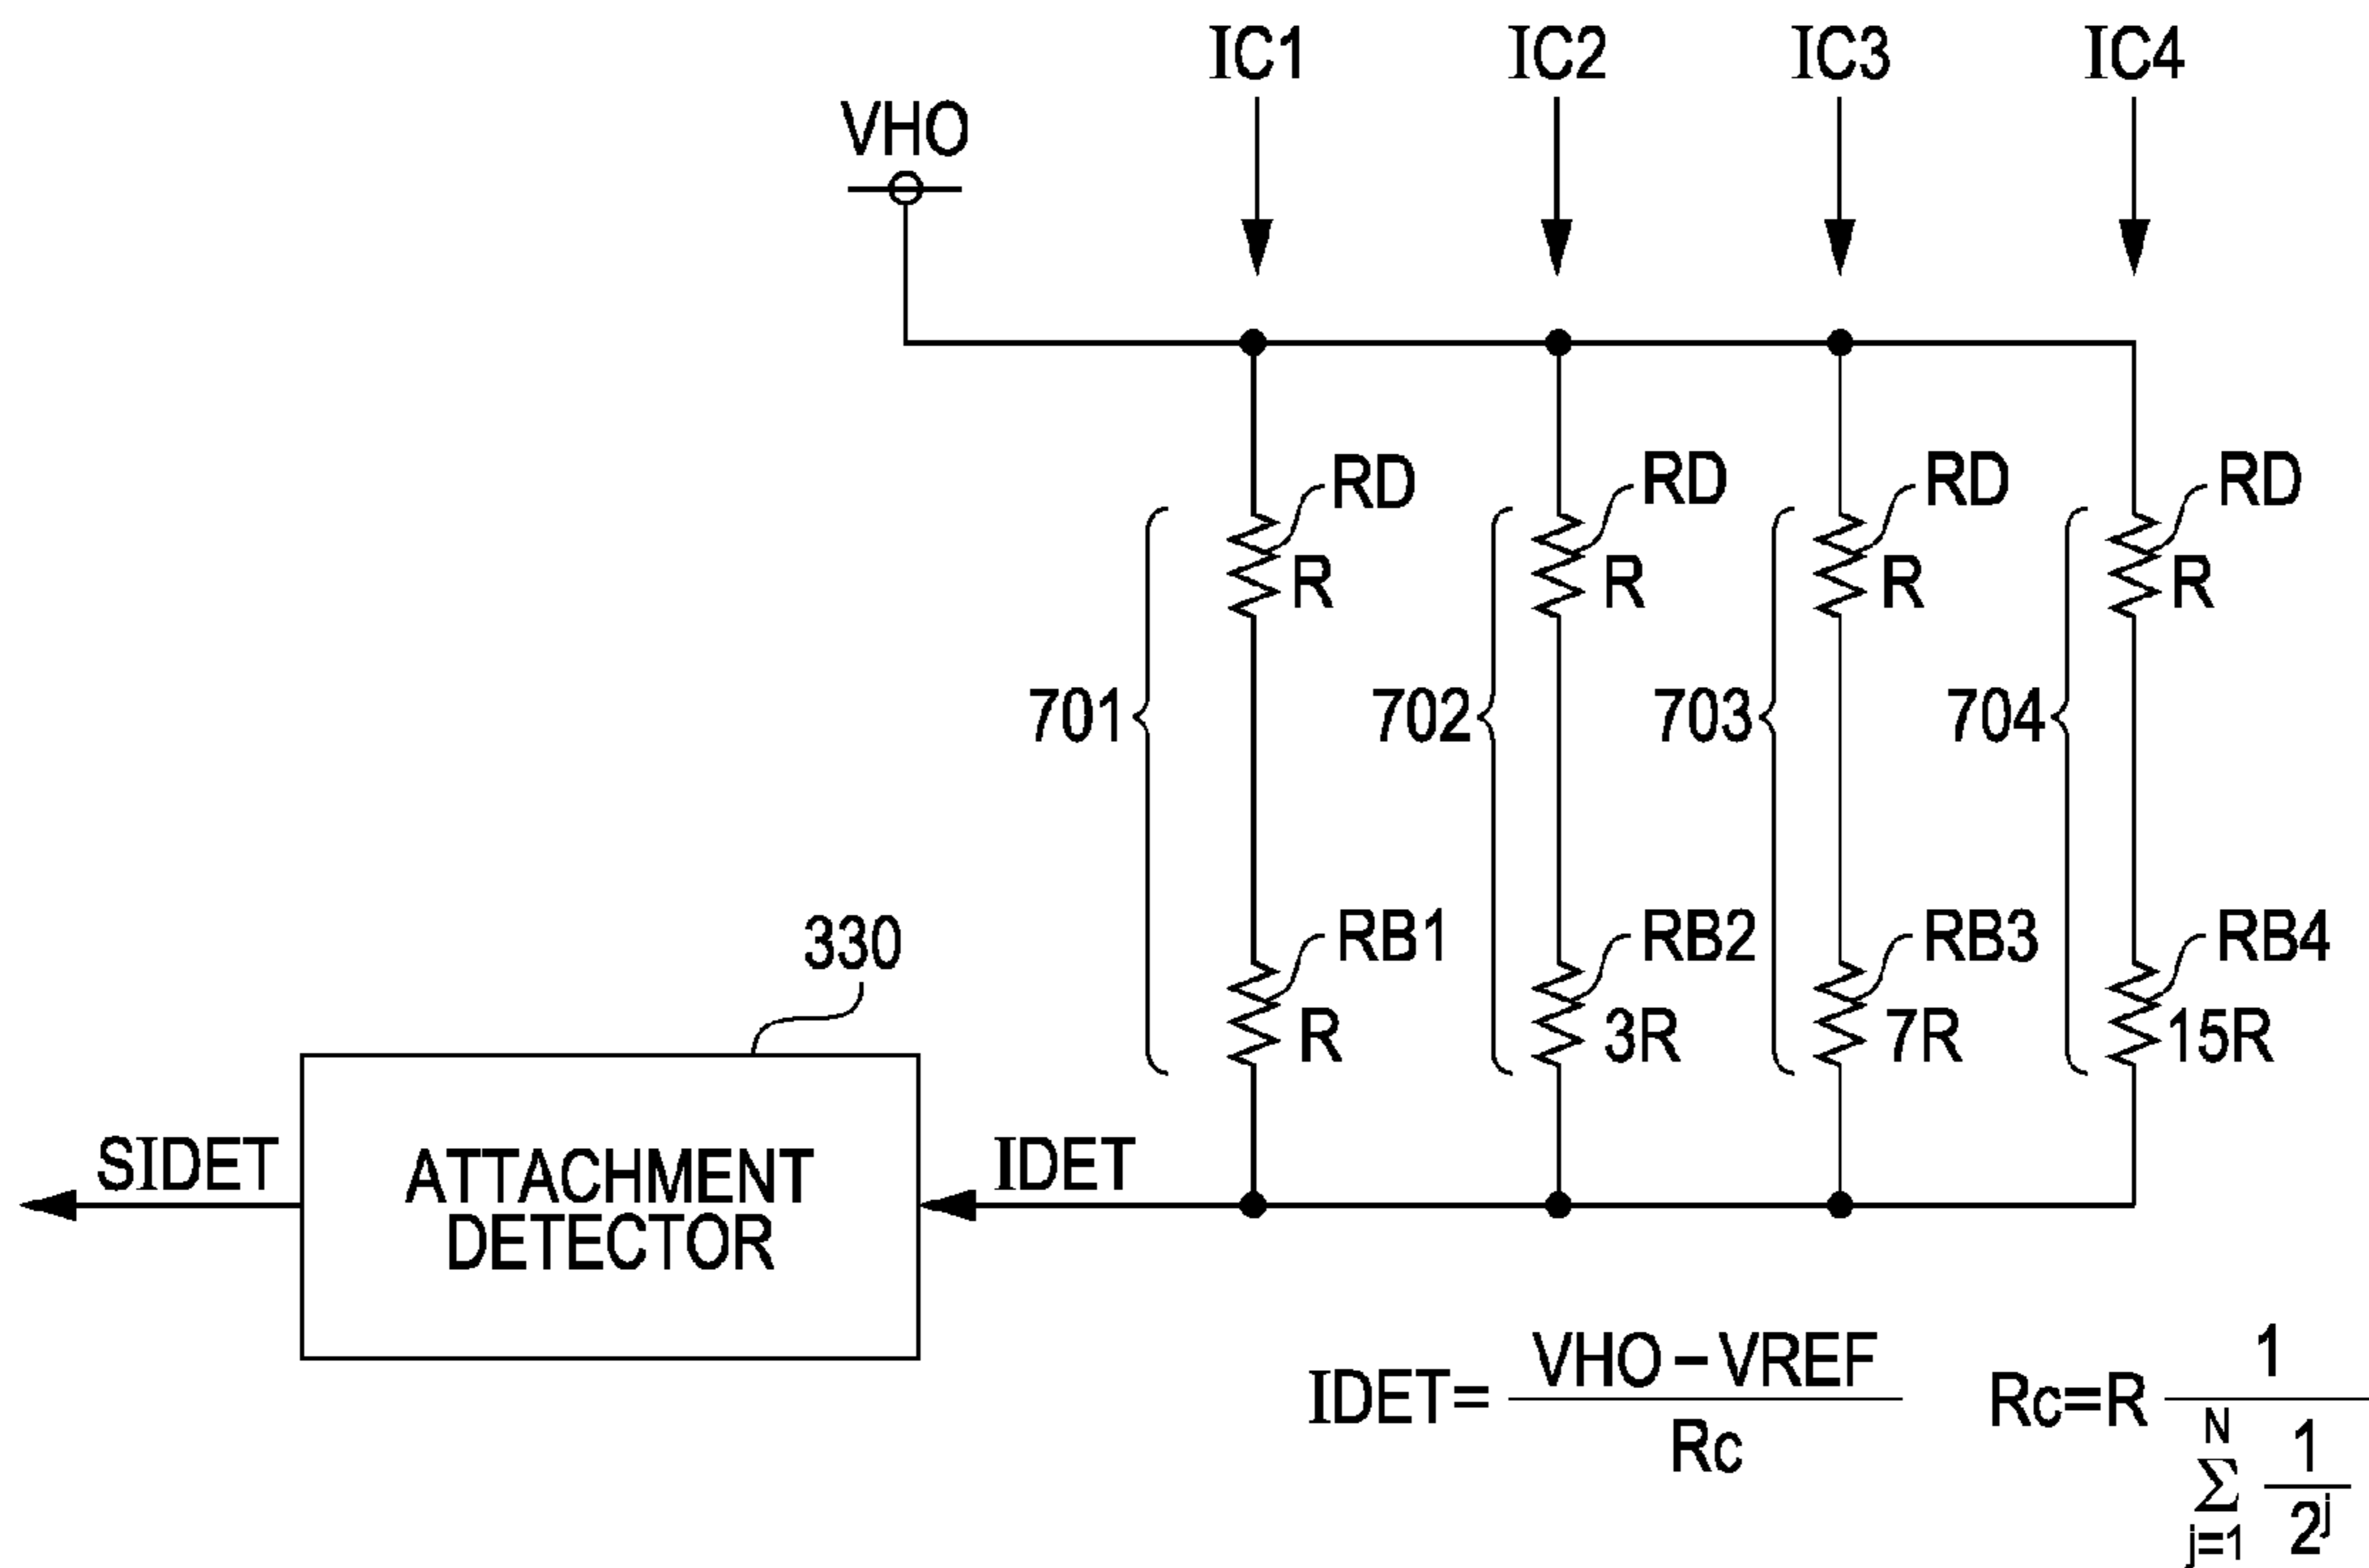 IC1 IC2 IC3 IC4
VHO
RD RD RD RD
R R R R
701 702 703 704
330 RB1 RB2 RB3 RB4
R 3R 7R 15R
SIDET ATTACHMENT DETECTOR IDET
IDET= VHO−VREF / Rc
Rc=R 1 / N Σ j=1 1 / 2^j